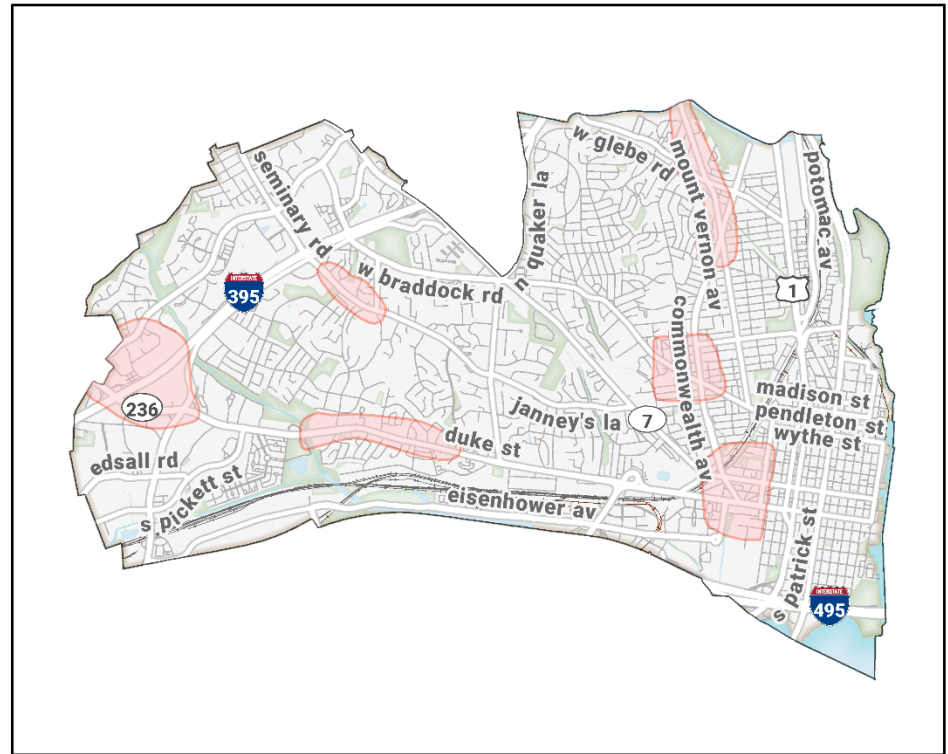 w glebe rd
mount vernon av
potomac av
seminary rd
n quaker la
w braddock rd
INTERSTATE
395
1
commonwealth av
236
madison st
pendleton st
wythe st
janney's la
7
duke st
edsall rd
s pickett st
eisenhower av
s patrick st
INTERSTATE
495